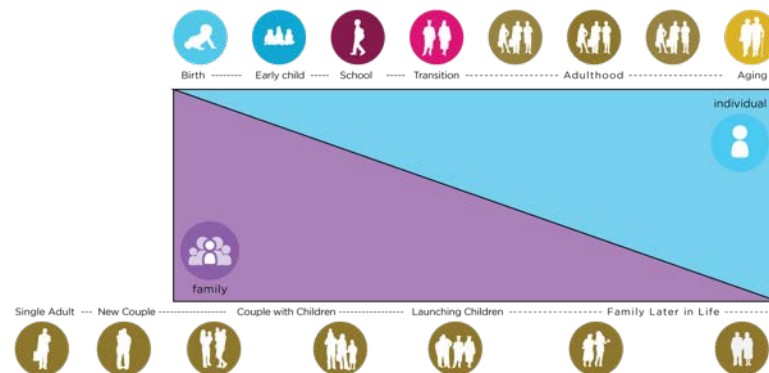 Birth Early child School Transition Adulthood Aging
individual
family
Single Adult New Couple Couple with Children Launching Children Family Later in Life